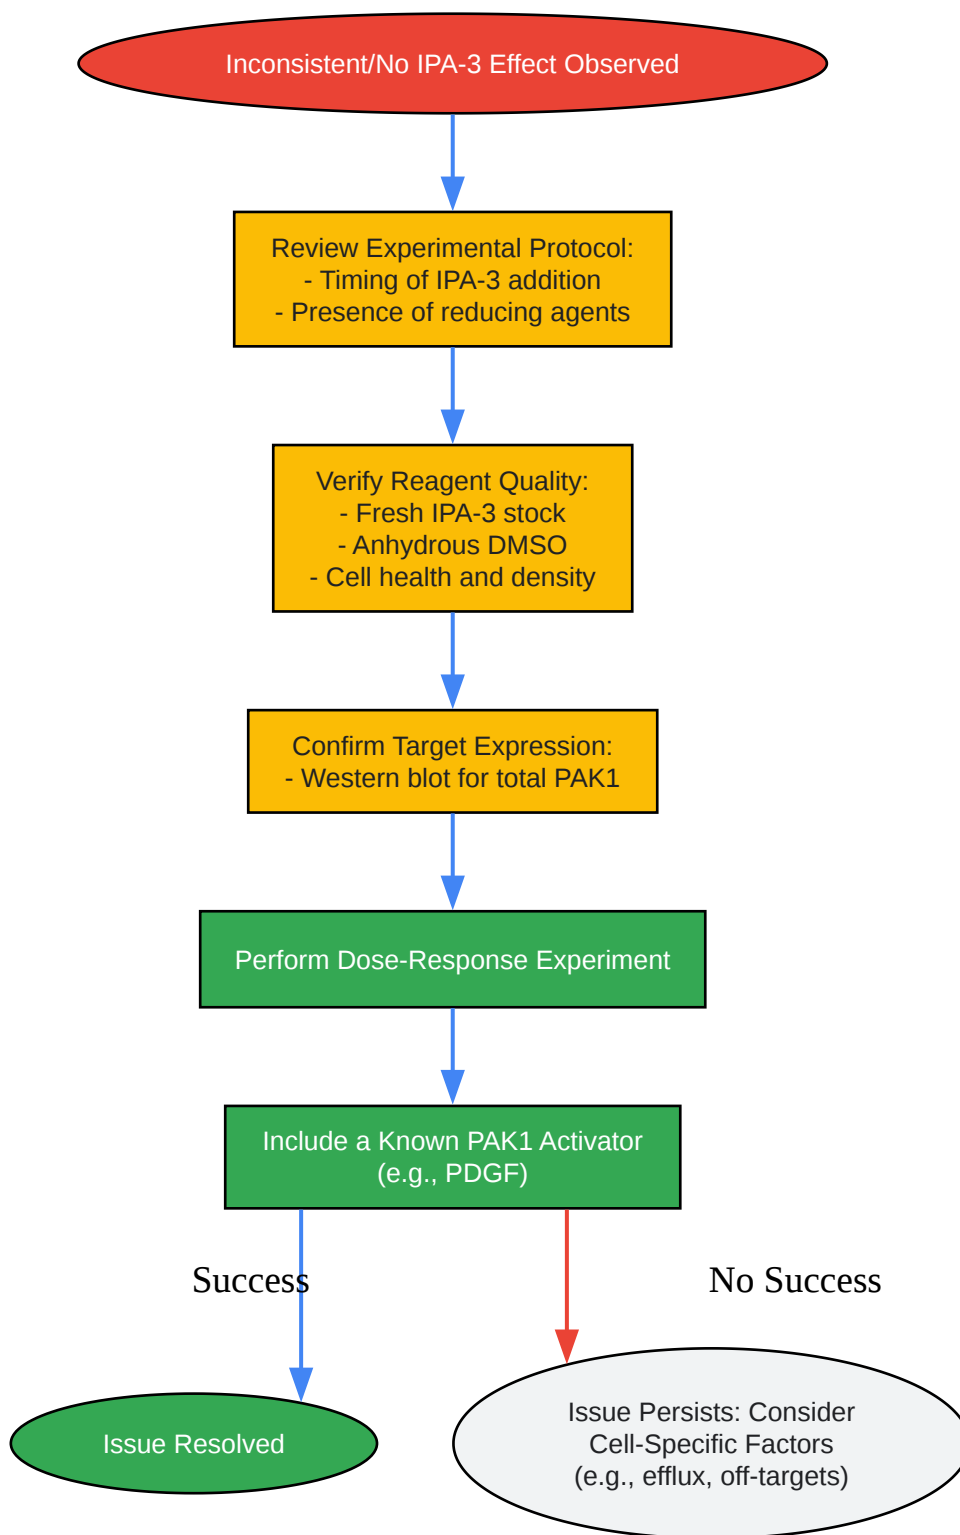 Inconsistent/No IPA-3 Effect Observed
Review Experimental Protocol:
- Timing of IPA-3 addition
- Presence of reducing agents
Verify Reagent Quality:
- Fresh IPA-3 stock
- Anhydrous DMSO
- Cell health and density
Confirm Target Expression:
- Western blot for total PAK1
Perform Dose-Response Experiment
Include a Known PAK1 Activator
(e.g., PDGF)
Success
No Success
Issue Resolved
Issue Persists: Consider
Cell-Specific Factors
(e.g., efflux, off-targets)